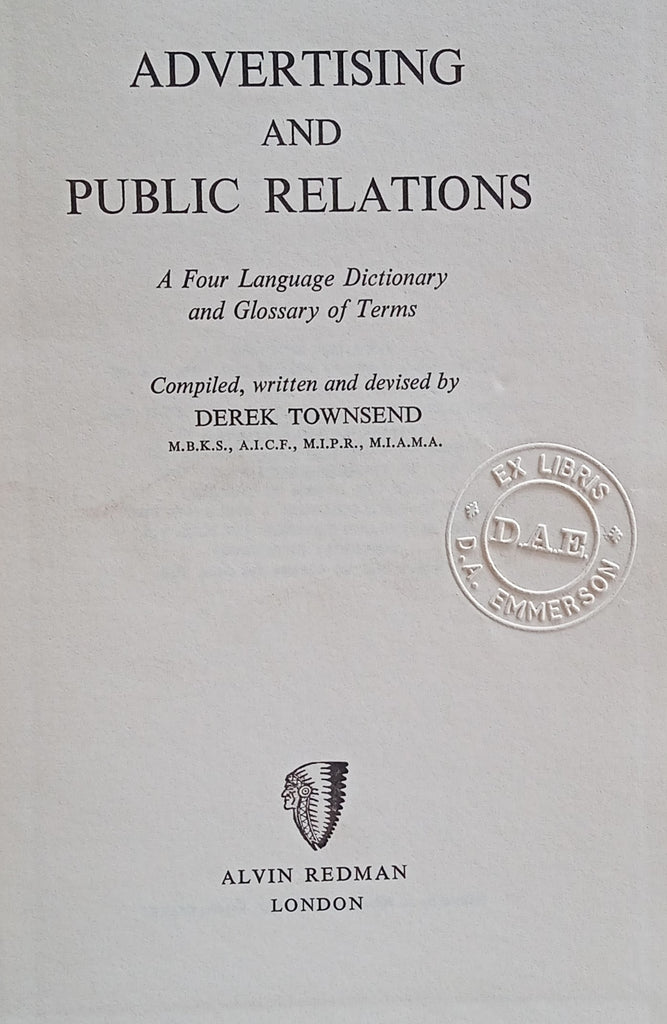 ADVERTISING
AND
PUBLIC RELATIONS
A Four Language Dictionary
and Glossary of Terms
Compiled, written and devised by
DEREK TOWNSEND
M.B.K.S., A.I.C.F., M.I.P.R., M.I.A.M.A.
EX LIBRIS
D.A.E.
D.A. EMMERSON
ALVIN REDMAN
LONDON